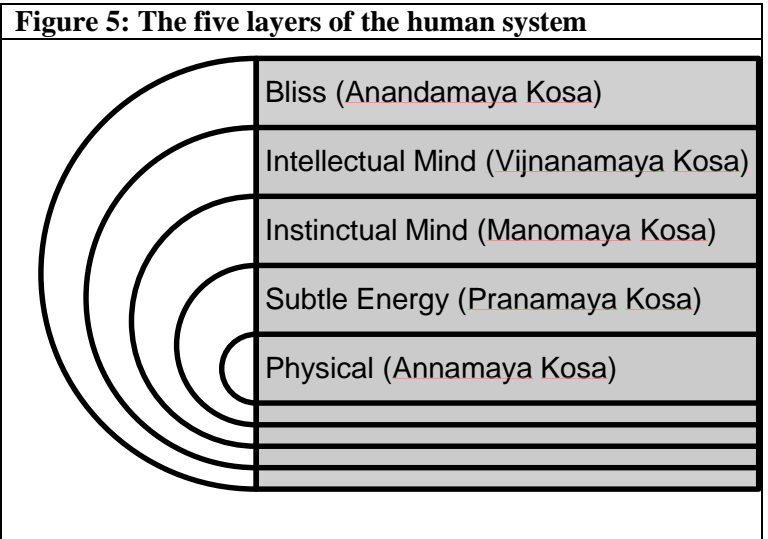 Figure 5: The five layers of the human system
Bliss (Anandamaya Kosa)
Intellectual Mind (Vijnanamaya Kosa)
Instinctual Mind (Manomaya Kosa)
Subtle Energy (Pranamaya Kosa)
Physical (Annamaya Kosa)